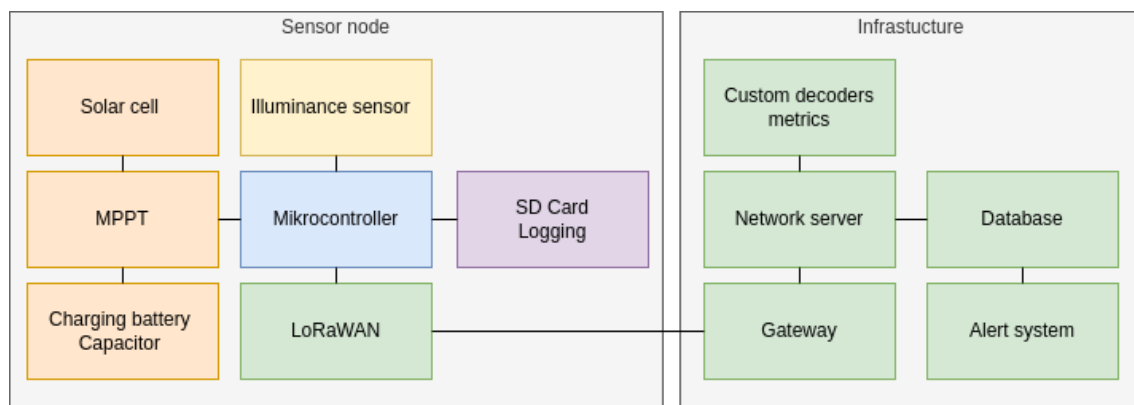 Sensor node
Solar cell
Illuminance sensor
MPPT
Mikrocontroller
SD Card
Logging
Charging battery
Capacitor
LoRaWAN
Infrastucture
Custom decoders
metrics
Network server
Database
Gateway
Alert system